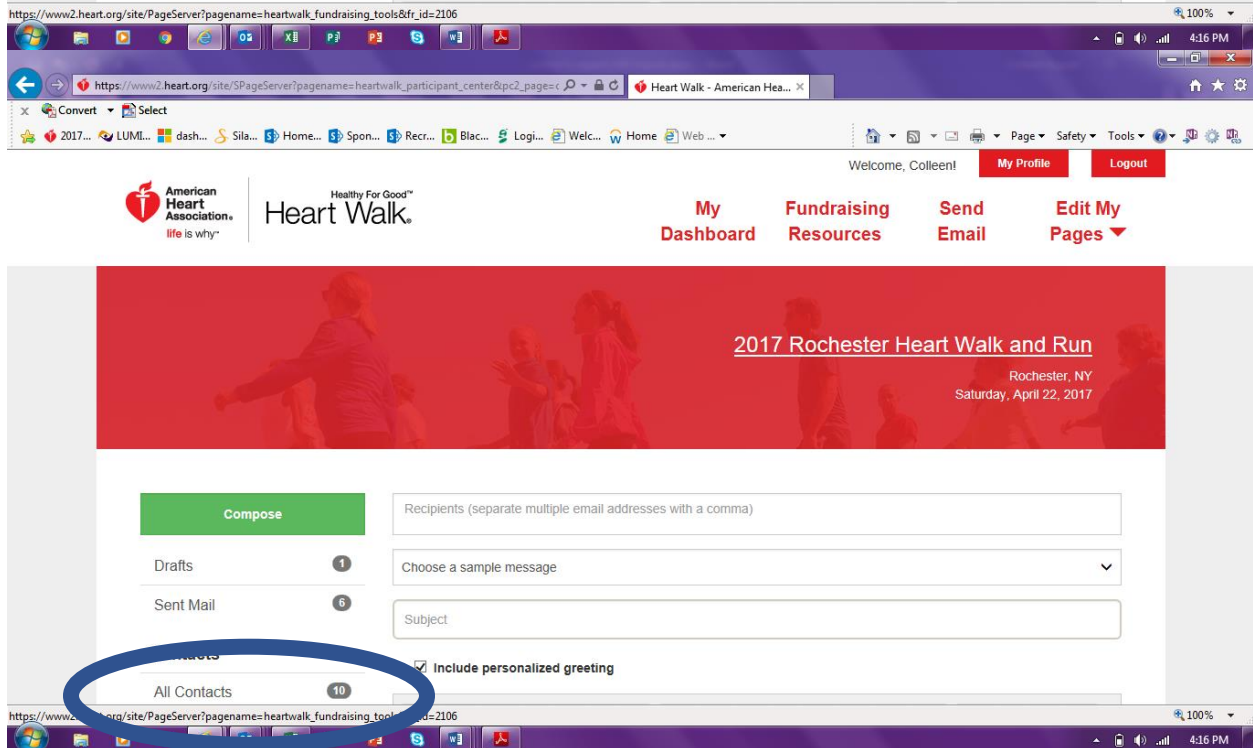 https://www2.heart.org/site/PageServer?pagename=heartwalk_fundraising_tools&fr_id=2106
100%
4:16 PM
https://www2.heart.org/site/SPageServer?pagename=heartwalk_participant_center&pc2_page=c
Heart Walk - American Hea...
x Convert Select
2017... LUMI... dash... Sila... Home... Spon... Recr... Blac... Logi... Welc... Home Web ...
Page Safety Tools
Welcome, Colleen!
My Profile
Logout
American
Heart
Association®
life is why™
Healthy For Good™
Heart Walk®
My
Dashboard
Fundraising
Resources
Send
Email
Edit My
Pages
2017 Rochester Heart Walk and Run
Rochester, NY
Saturday, April 22, 2017
Compose
Recipients (separate multiple email addresses with a comma)
Drafts 1
Choose a sample message
Sent Mail 6
Subject
Include personalized greeting
All Contacts 10
100%
4:16 PM